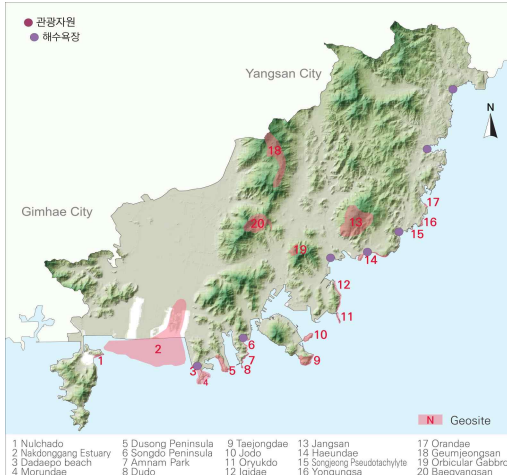 관광자원
해수욕장
Yangsan City
N
Gimhae City
18
17
20
13
16
15
19
14
12
11
10
6
2
1
7
9
3
5
8
4
N Geosite
1 Nulchado
2 Nakdonggang Estuary
3 Dadaepo beach
4 Morundae
5 Dusong Peninsula
6 Songdo Peninsula
7 Amnam Park
8 Dudo
9 Taejongdae
10 Jodo
11 Oryukdo
12 Igidae
13 Jangsan
14 Haeundae
15 Songjeong Pseudotachylyte
16 Yongungsa
17 Orandae
18 Geumjeongsan
19 Orbicular Gabbro
20 Baegyangsan